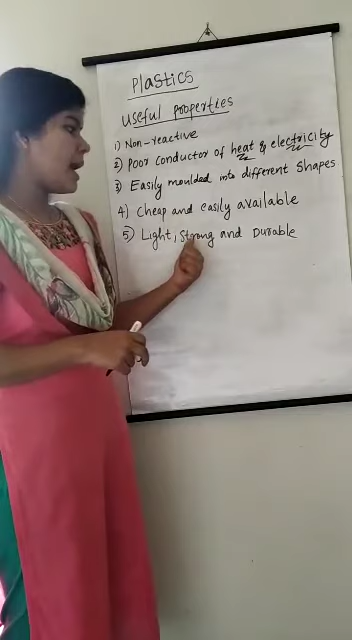 Plastics
Useful Properties
1) Non-reactive
2) Poor conductor of heat & electricity
3) Easily moulded into different Shapes
4) Cheap and easily available
5) Light, Strong and Durable